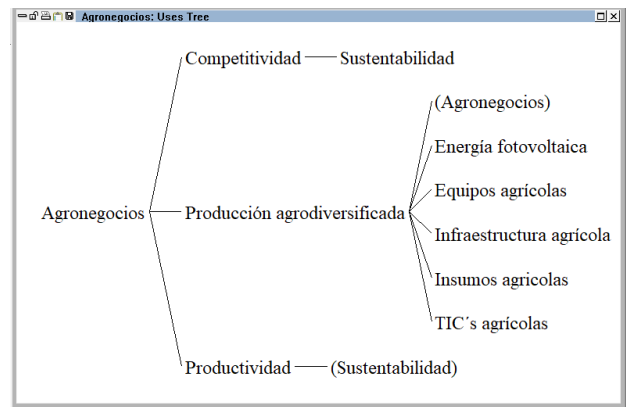 Agronegocios: Uses Tree
Competitividad
Sustentabilidad
(Agronegocios)
Energía fotovoltaica
Equipos agrícolas
Agronegocios
Producción agrodiversificada
Infraestructura agrícola
Insumos agricolas
TIC´s agrícolas
Productividad
(Sustentabilidad)